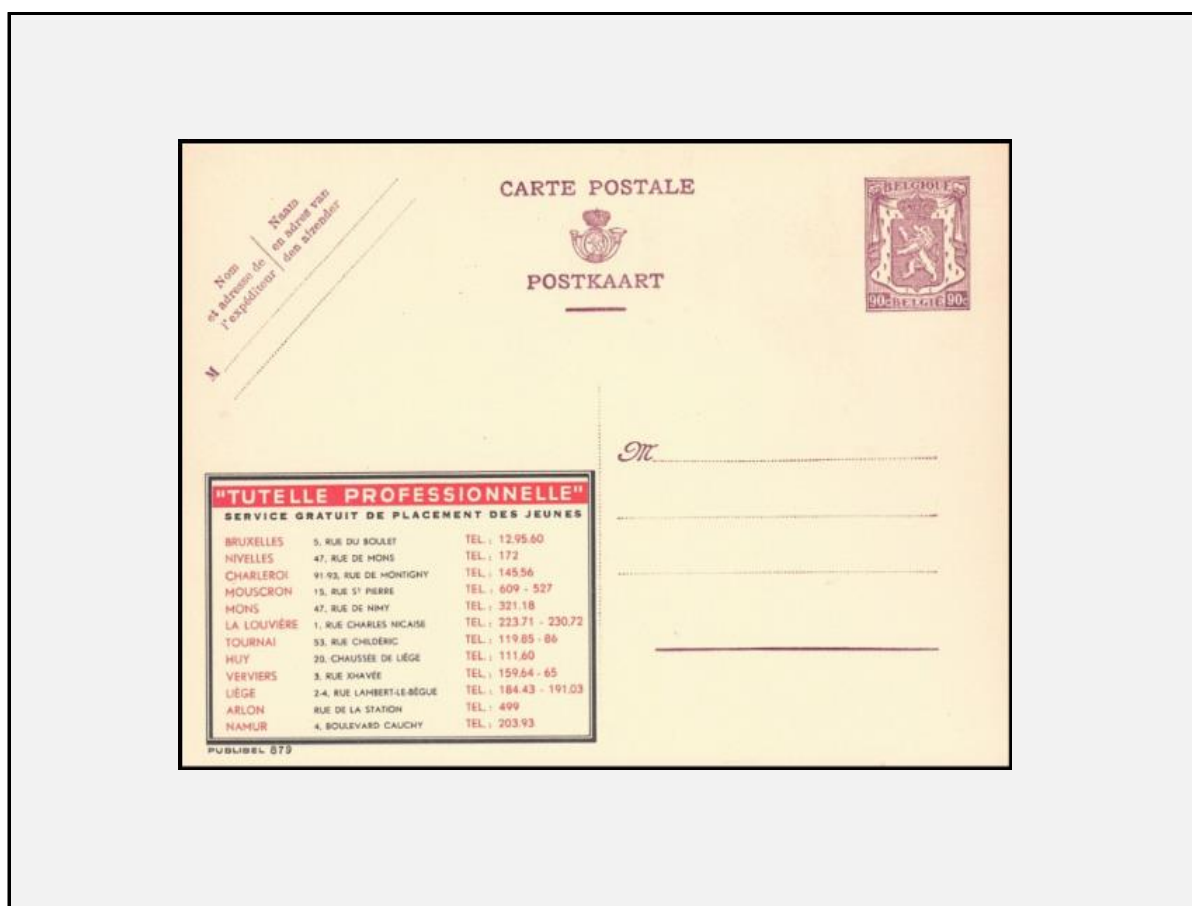 Nom
et adresse de
l'expéditeur
Naam
en adres van
den afzender
M
CARTE POSTALE
POSTKAART
BELGIQUE
90c BELGIË 90c
M
"TUTELLE PROFESSIONNELLE"
SERVICE GRATUIT DE PLACEMENT DES JEUNES
BRUXELLES 5, RUE DU BOULET TEL. : 12.95.60
NIVELLES 47, RUE DE MONS TEL. : 172
CHARLEROI 91-93, RUE DE MONTIGNY TEL. : 145.56
MOUSCRON 15, RUE ST PIERRE TEL. : 609 - 527
MONS 47, RUE DE NIMY TEL. : 321.18
LA LOUVIÈRE 1, RUE CHARLES NICAISE TEL. : 223.71 - 230.72
TOURNAI 53, RUE CHILDÉRIC TEL. : 119.85 - 86
HUY 20, CHAUSSÉE DE LIÉGE TEL. : 111.60
VERVIERS 3, RUE XHAVÉE TEL. : 159.64 - 65
LIÉGE 2-4, RUE LAMBERT-LE-BÈGUE TEL. : 184.43 - 191.03
ARLON RUE DE LA STATION TEL. : 499
NAMUR 4, BOULEVARD CAUCHY TEL. : 203.93
PUBLIBEL 879